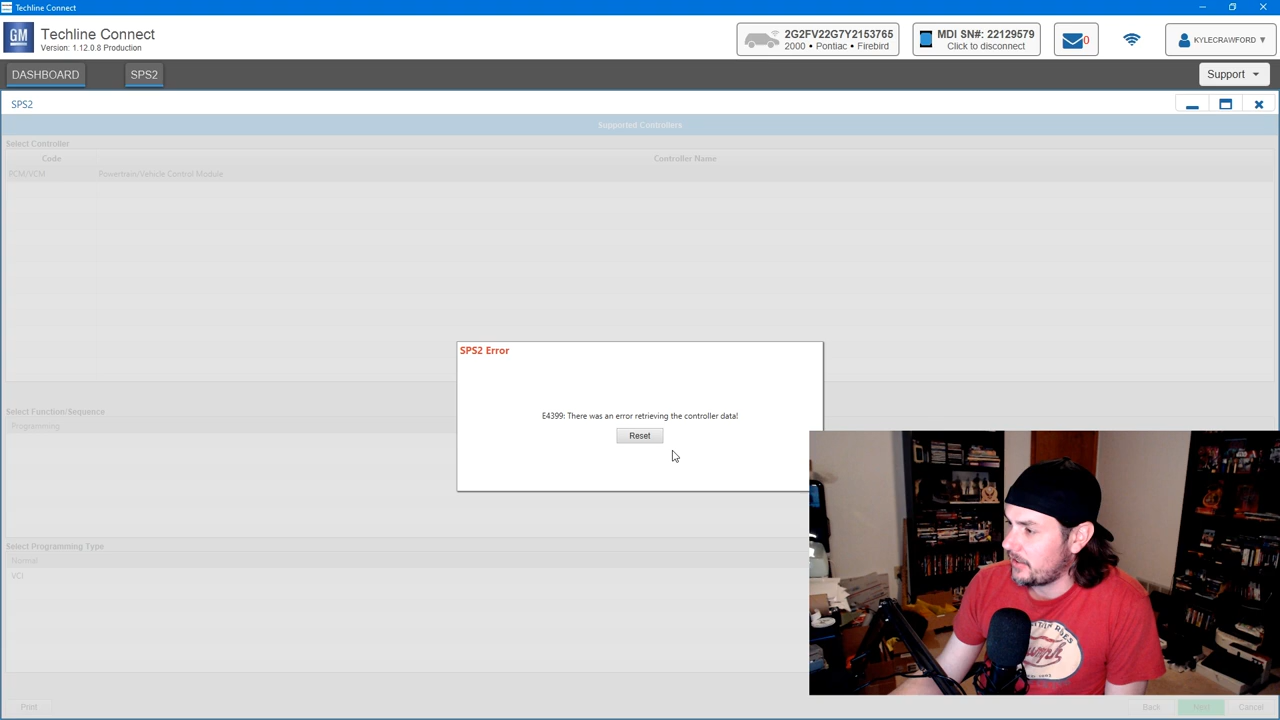 Techline Connect
GM
Techline Connect
Version: 1.12.0.8 Production
2G2FV22G7Y2153765
2000 • Pontiac • Firebird
MDI SN#: 22129579
Click to disconnect
0
KYLECRAWFORD
DASHBOARD
SPS2
Support
SPS2
Supported Controllers
Select Controller
Code
Controller Name
PCM/VCM
Powertrain/Vehicle Control Module
SPS2 Error
E4399: There was an error retrieving the controller data!
Reset
Select Function/Sequence
Programming
Select Programming Type
Normal
VCI
Print
Back
Next
Cancel